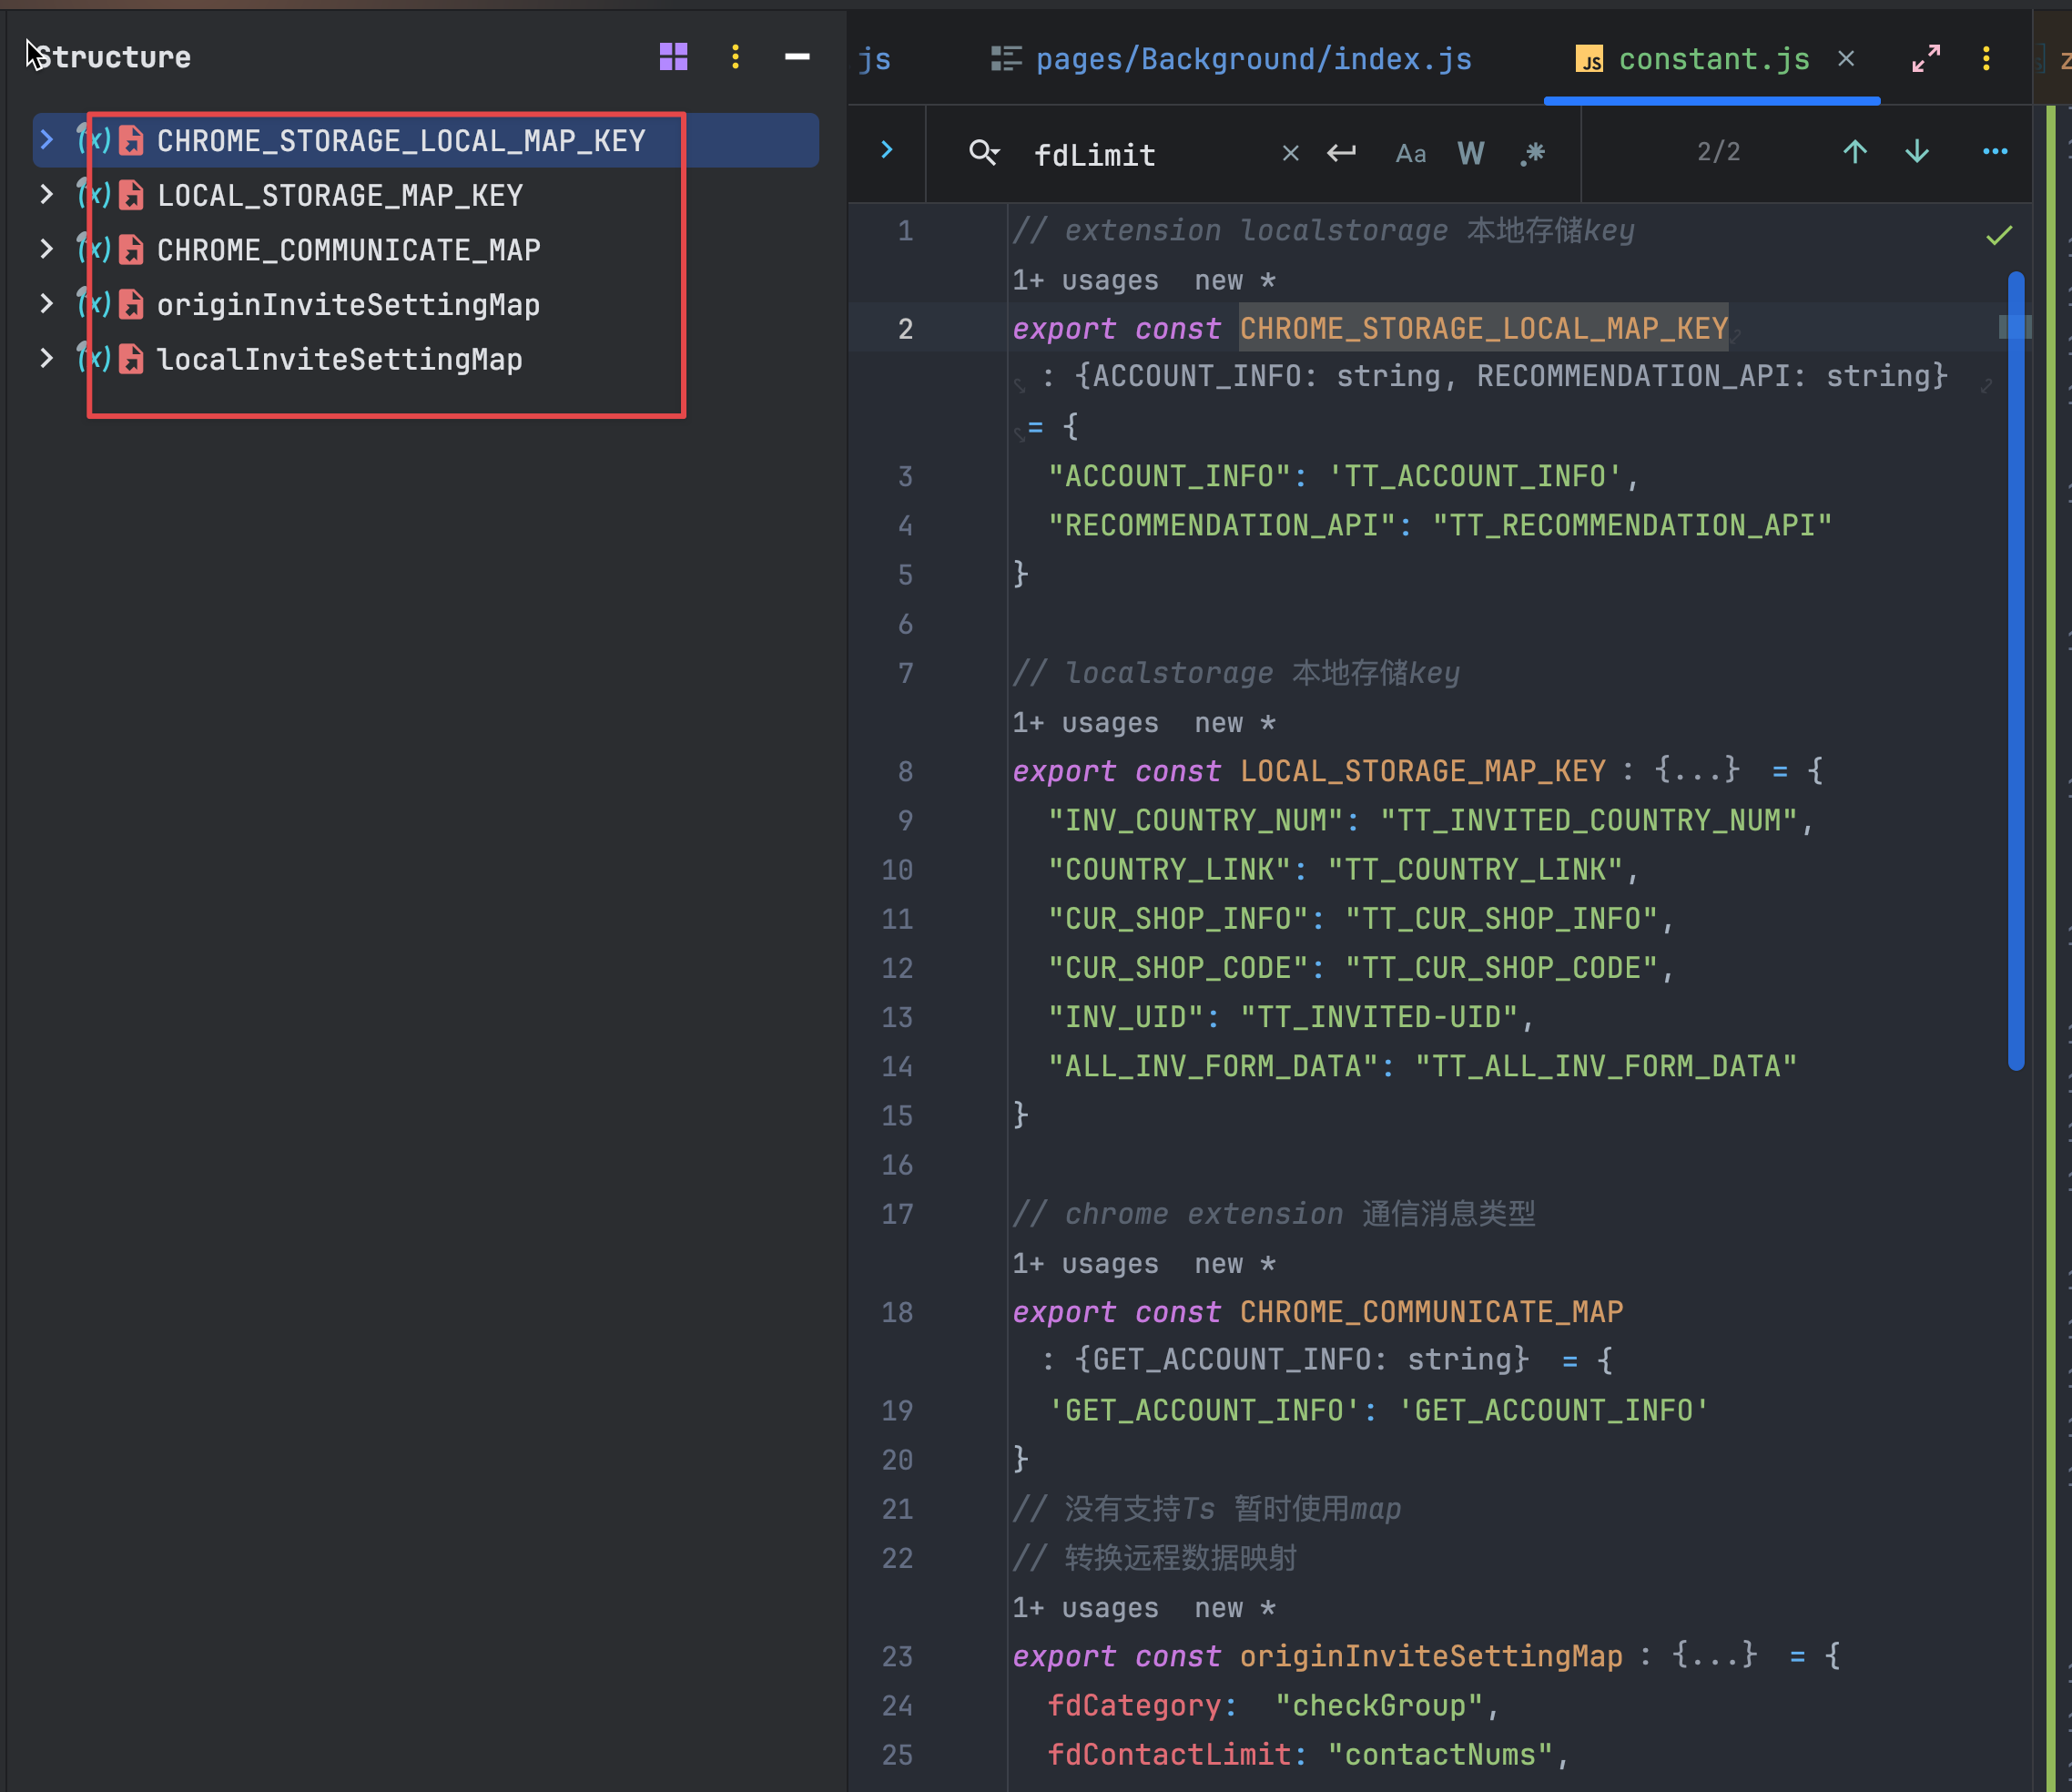 Structure
CHROME_STORAGE_LOCAL_MAP_KEY
LOCAL_STORAGE_MAP_KEY
CHROME_COMMUNICATE_MAP
originInviteSettingMap
localInviteSettingMap
js
pages/Background/index.js
JS constant.js
fdLimit
Aa W .* 2/2
1 // extension localstorage 本地存储key
1+ usages new *
2 export const CHROME_STORAGE_LOCAL_MAP_KEY
: {ACCOUNT_INFO: string, RECOMMENDATION_API: string}
= {
3 "ACCOUNT_INFO": 'TT_ACCOUNT_INFO',
4 "RECOMMENDATION_API": "TT_RECOMMENDATION_API"
5 }
6
7 // localstorage 本地存储key
1+ usages new *
8 export const LOCAL_STORAGE_MAP_KEY : {...} = {
9 "INV_COUNTRY_NUM": "TT_INVITED_COUNTRY_NUM",
10 "COUNTRY_LINK": "TT_COUNTRY_LINK",
11 "CUR_SHOP_INFO": "TT_CUR_SHOP_INFO",
12 "CUR_SHOP_CODE": "TT_CUR_SHOP_CODE",
13 "INV_UID": "TT_INVITED-UID",
14 "ALL_INV_FORM_DATA": "TT_ALL_INV_FORM_DATA"
15 }
16
17 // chrome extension 通信消息类型
1+ usages new *
18 export const CHROME_COMMUNICATE_MAP
: {GET_ACCOUNT_INFO: string} = {
19 'GET_ACCOUNT_INFO': 'GET_ACCOUNT_INFO'
20 }
21 // 没有支持Ts 暂时使用map
22 // 转换远程数据映射
1+ usages new *
23 export const originInviteSettingMap : {...} = {
24 fdCategory: "checkGroup",
25 fdContactLimit: "contactNums",